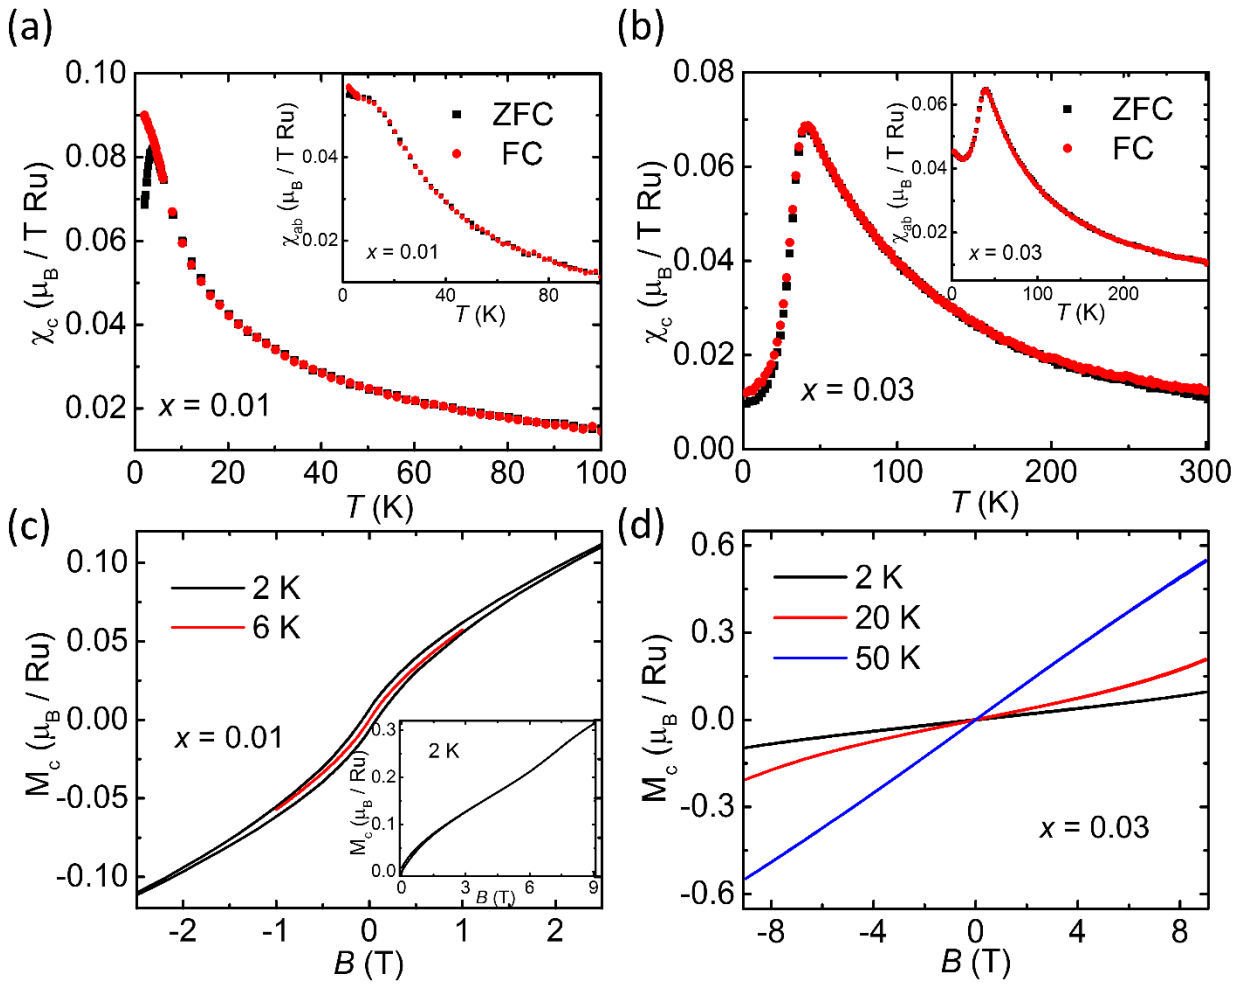 (a)
0.10
0.08
0.06
0.04
0.02
χc (μB / T Ru)
0 20 40 60 80 100
T (K)
x = 0.01
ZFC
FC
0.04
0.02
χab (μB / T Ru)
0 40 80
T (K)
x = 0.01
(b)
0.08
0.06
0.04
0.02
0.00
χc (μB / T Ru)
0 100 200 300
T (K)
x = 0.03
ZFC
FC
0.06
0.04
0.02
χab (μB / T Ru)
0 100 200
T (K)
x = 0.03
(c)
0.10
0.05
0.00
-0.05
-0.10
Mc (μB / Ru)
-2 -1 0 1 2
B (T)
2 K
6 K
x = 0.01
0.3
0.2
0.1
0.0
Mc (μB / Ru)
0 3 6 9
B (T)
2 K
(d)
0.6
0.3
0.0
-0.3
-0.6
Mc (μB / Ru)
-8 -4 0 4 8
B (T)
2 K
20 K
50 K
x = 0.03